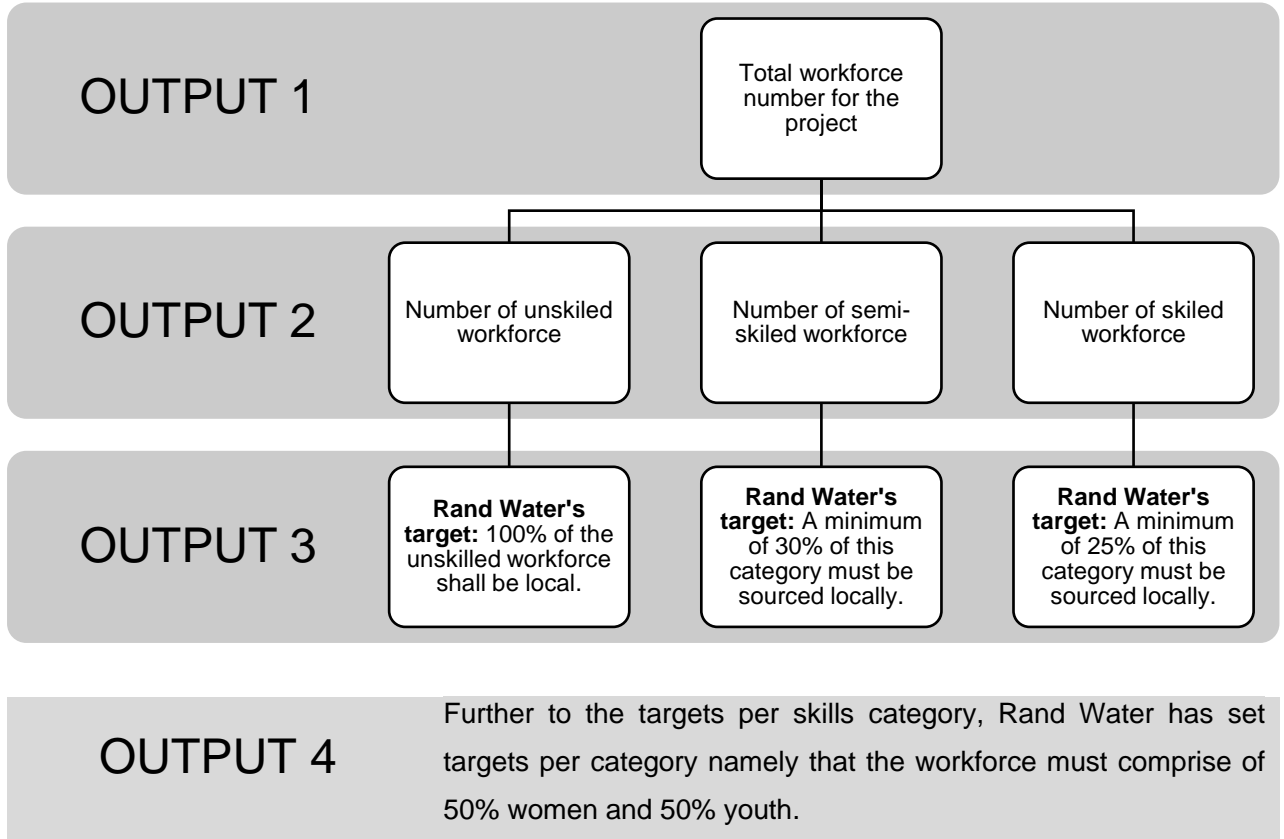 OUTPUT 1
Total workforce
number for the
project
OUTPUT 2
Number of unskiled
workforce
Number of semi-
skiled workforce
Number of skiled
workforce
OUTPUT 3
Rand Water's
target: 100% of the
unskilled workforce
shall be local.
Rand Water's
target: A minimum
of 30% of this
category must be
sourced locally.
Rand Water's
target: A minimum
of 25% of this
category must be
sourced locally.
OUTPUT 4
Further to the targets per skills category, Rand Water has set
targets per category namely that the workforce must comprise of
50% women and 50% youth.